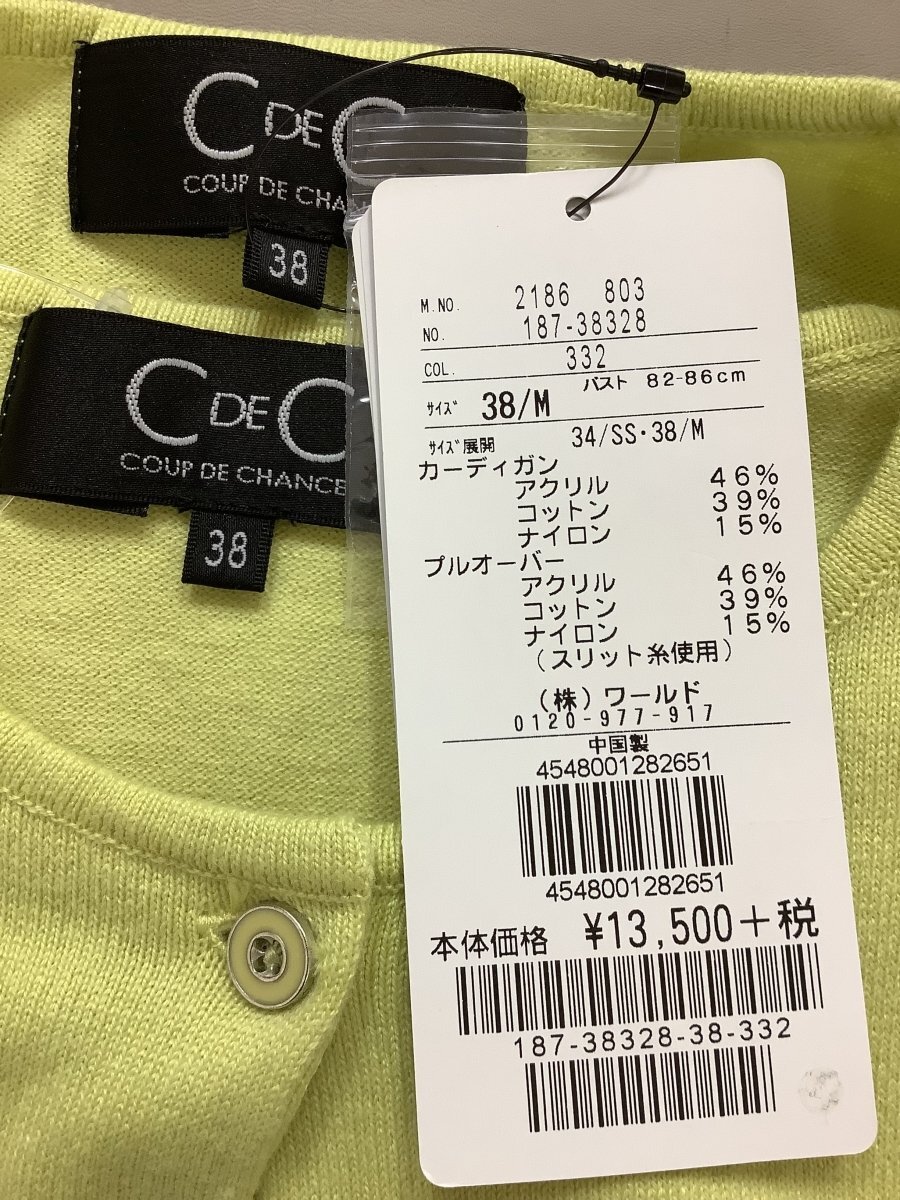 C DE C
COUP DE CHA
38
C DE C
COUP DE CHANCE
38
M.NO. 2186 803
NO. 187-38328
COL. 332
バスト 82-86cm
サイズ 38/M
サイズ展開 34/SS・38/M
カーディガン
アクリル 46%
コットン 39%
ナイロン 15%
プルオーバー
アクリル 46%
コットン 39%
ナイロン 15%
(スリット糸使用)
(株)ワールド
0120-977-917
中国製
4548001282651
4548001282651
本体価格 ¥13,500+税
187-38328-38-332